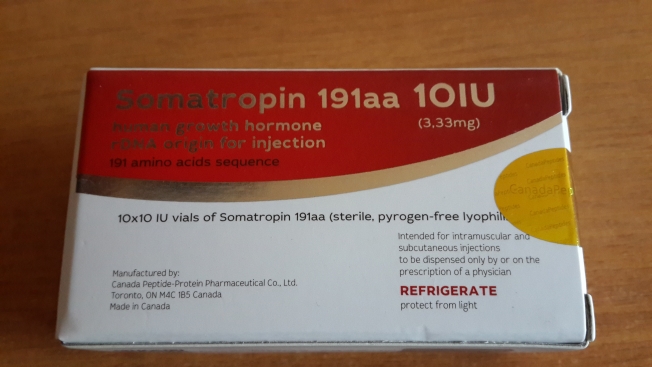 Somatropin 191aa 10IU
(3,33mg)
Human growth hormone
rDNA origin for injection
191 amino acids sequence
10x10 IU vials of Somatropin 191aa (sterile, pyrogen-free
Intended for intramuscular and
subcutaneous injections
to be dispensed only by or on the
prescription of a physician
REFRIGERATE
protect from light
Manufactured by:
Canada Peptide-Protein Pharmaceutical Co., Ltd.
Toronto, ON M4C 1B5 Canada
Made in Canada